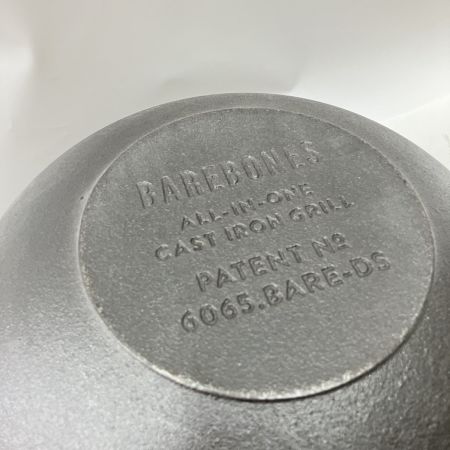 BAREBONES
ALL-IN-ONE
CAST IRON GRILL
PATENT Nº
6065.BARE-DS